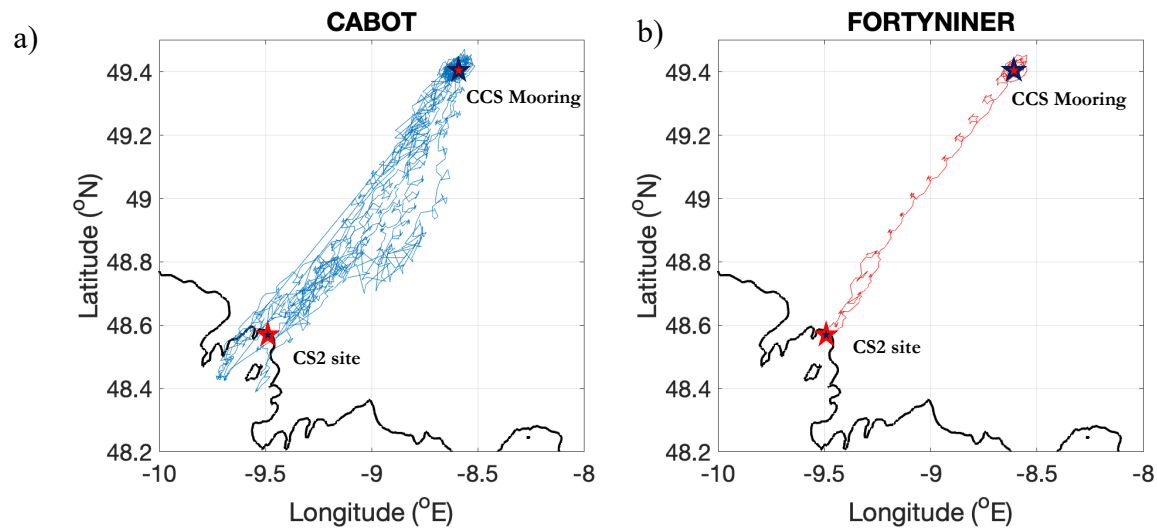 a)
CABOT
Latitude (°N)
49.4
49.2
49
48.8
48.6
48.4
48.2
CCS Mooring
CS2 site
-10
-9.5
-9
-8.5
-8
Longitude (°E)
b)
FORTYNINER
Latitude (°N)
49.4
49.2
49
48.8
48.6
48.4
48.2
CCS Mooring
CS2 site
-10
-9.5
-9
-8.5
-8
Longitude (°E)